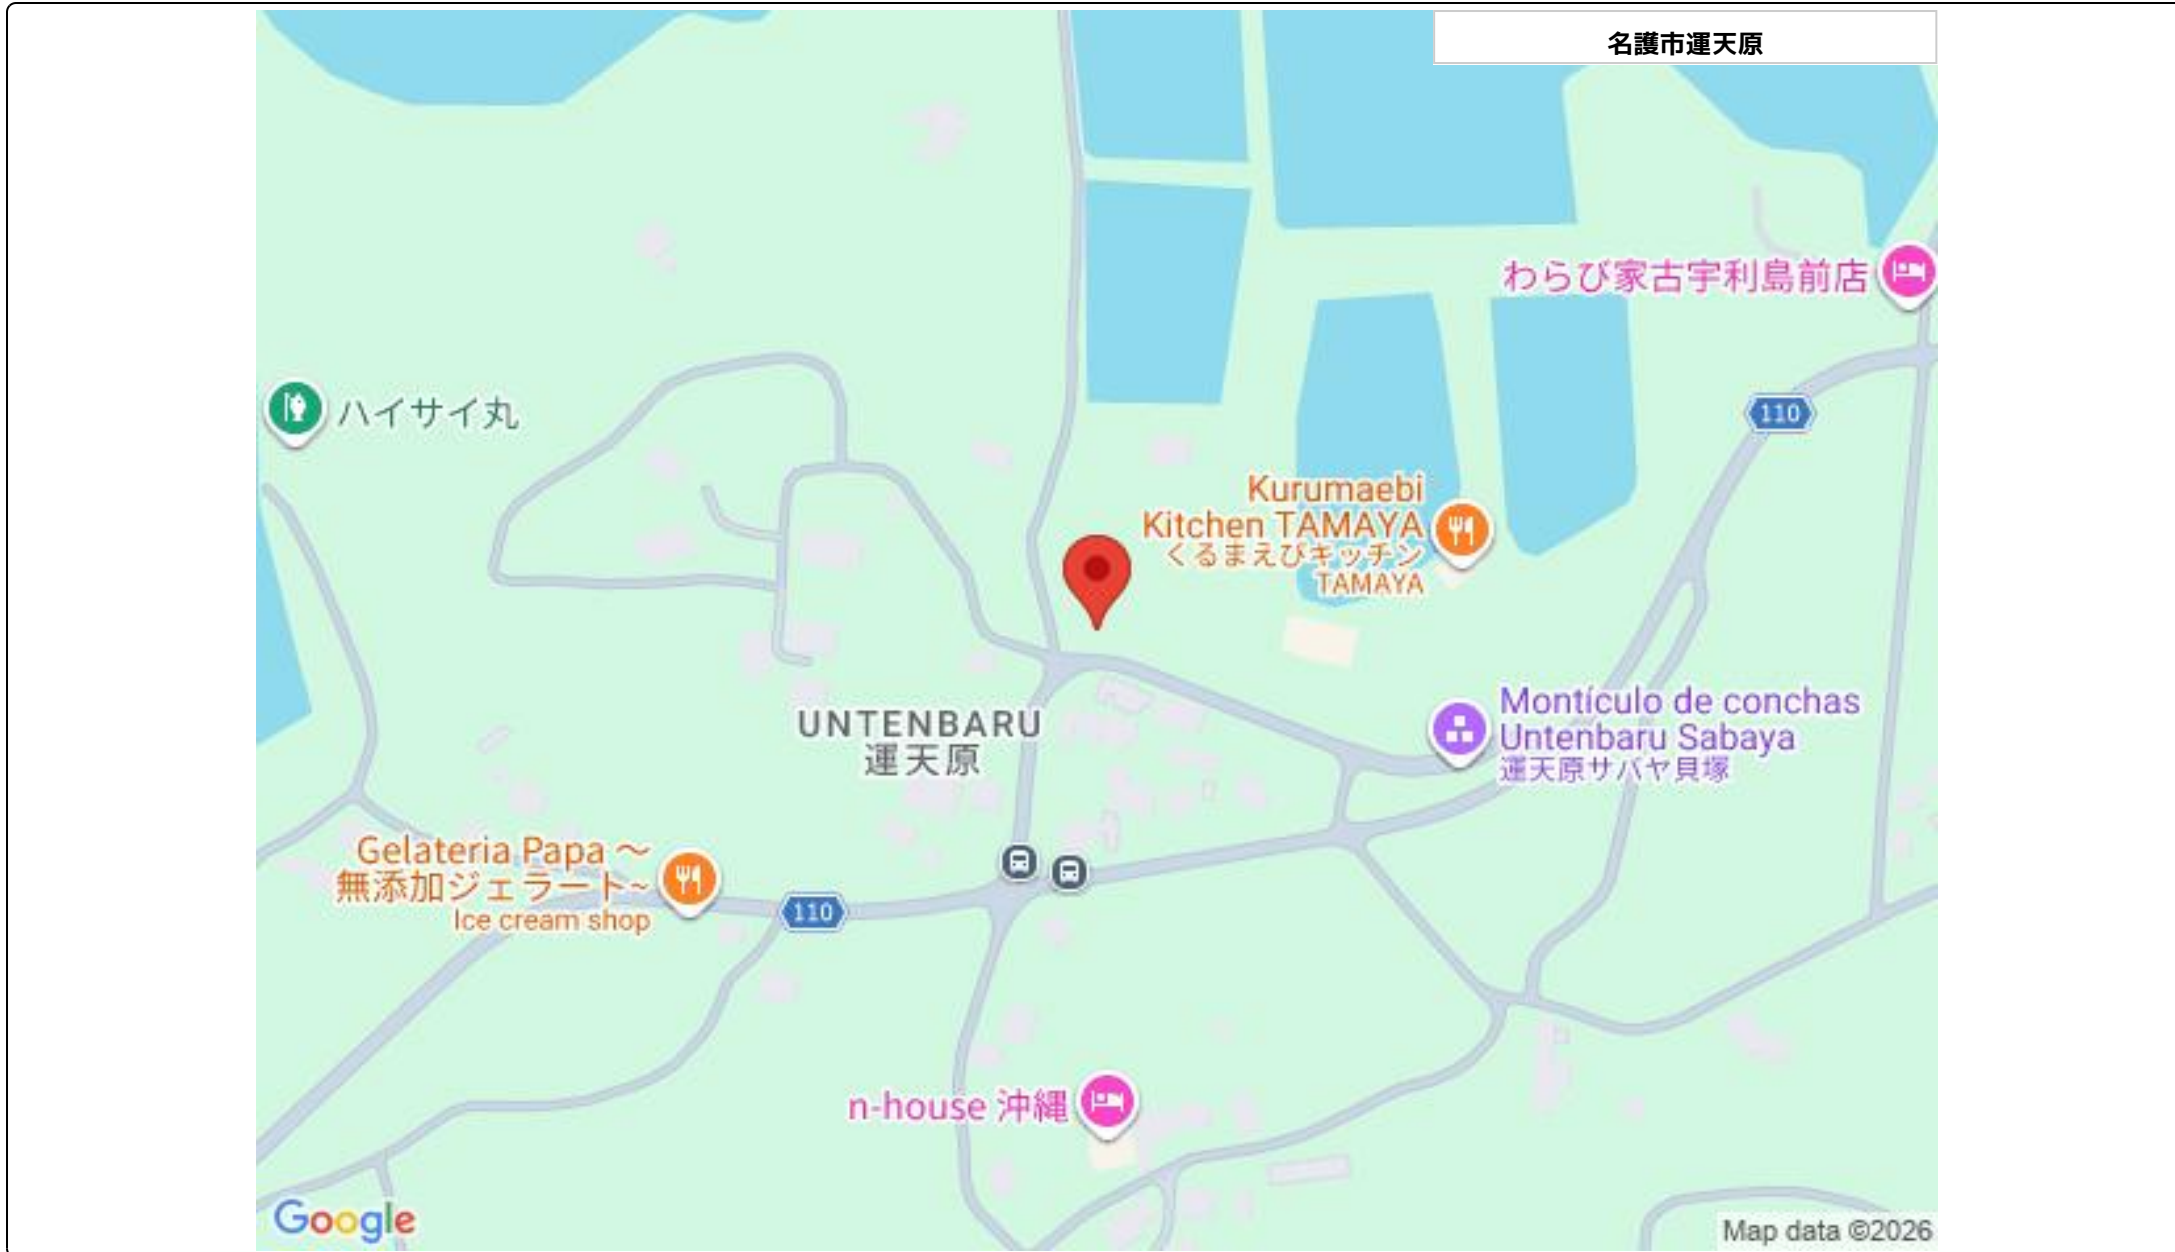 名護市運天原
わらび家古宇利島前店
ハイサイ丸
110
Kurumaebi
Kitchen TAMAYA
くるまえびキッチン
TAMAYA
UNTENBARU
運天原
Montículo de conchas
Untenbaru Sabaya
運天原サバヤ貝塚
Gelateria Papa ～
無添加ジェラート~
Ice cream shop
110
n-house 沖縄
Google
Map data ©2026